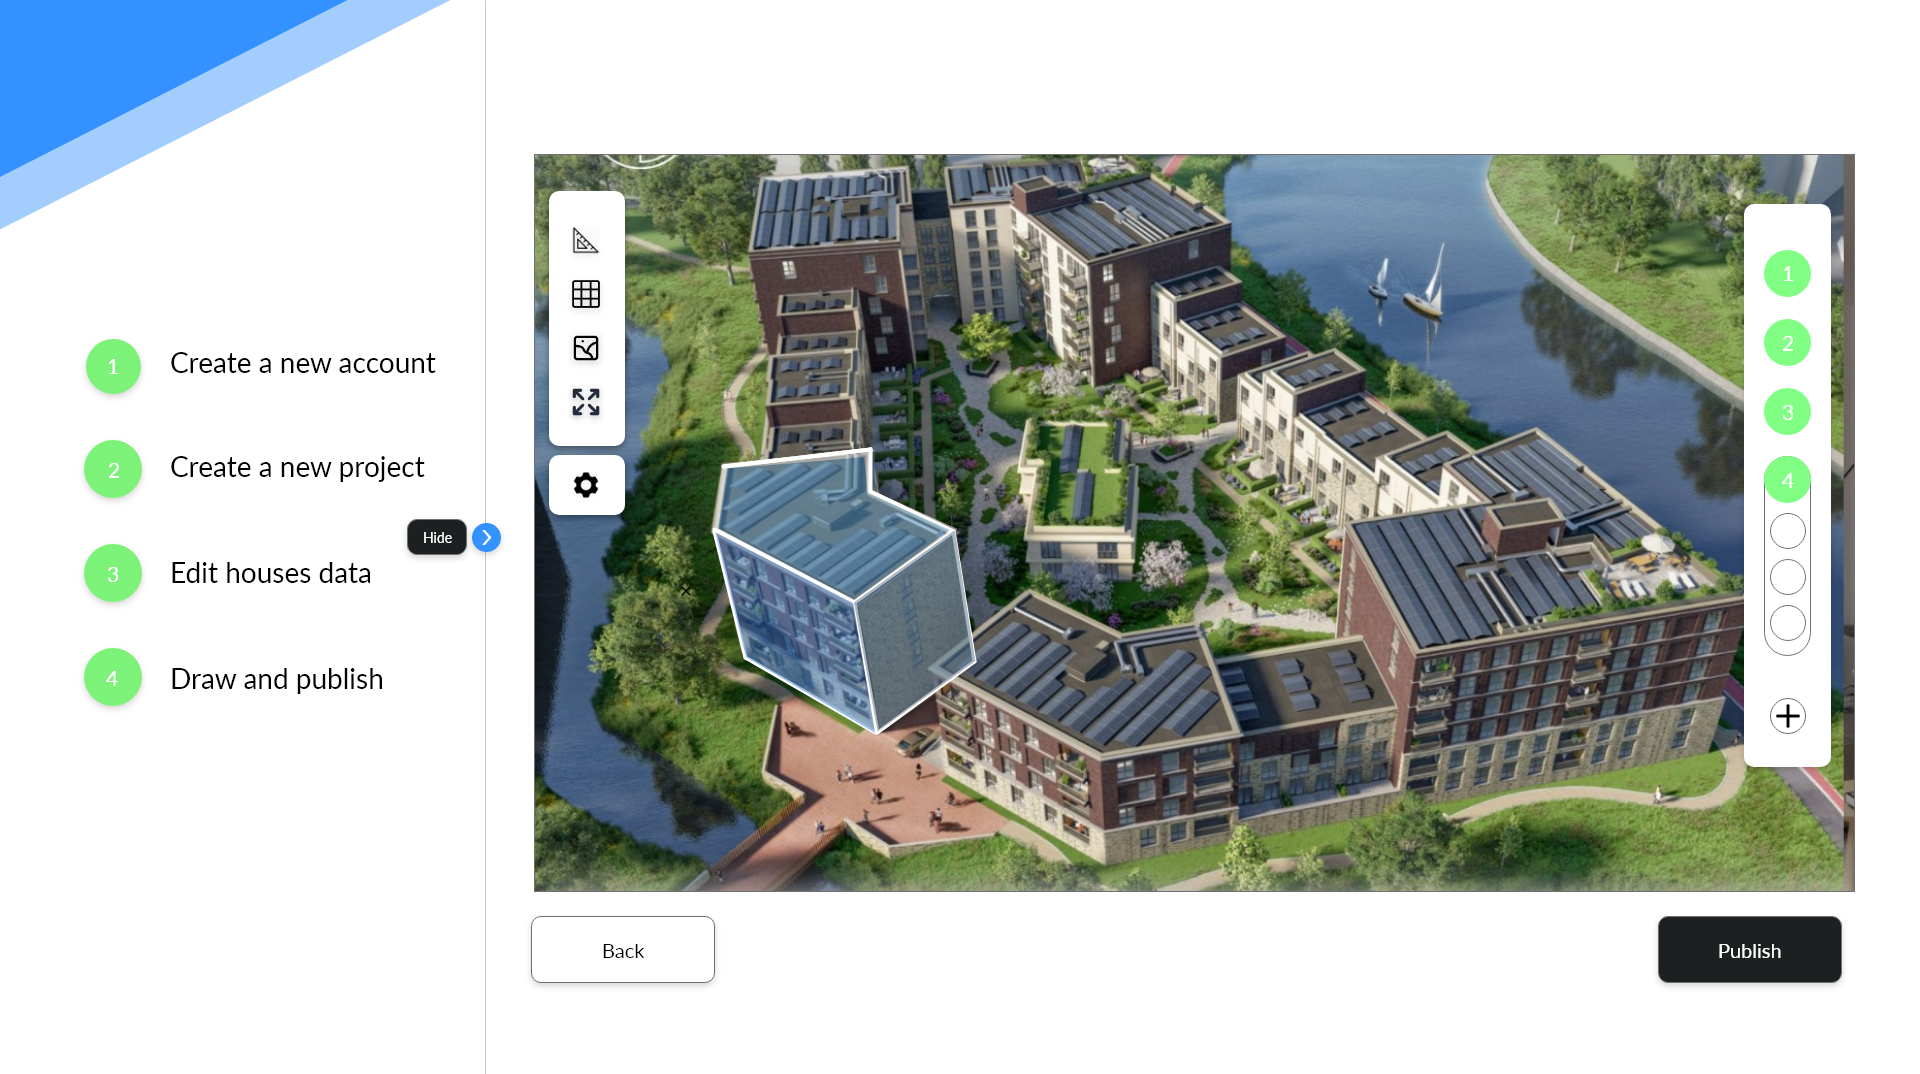 1 Create a new account
2 Create a new project
3 Edit houses data
4 Draw and publish
Hide
1
2
3
4
Back
Publish